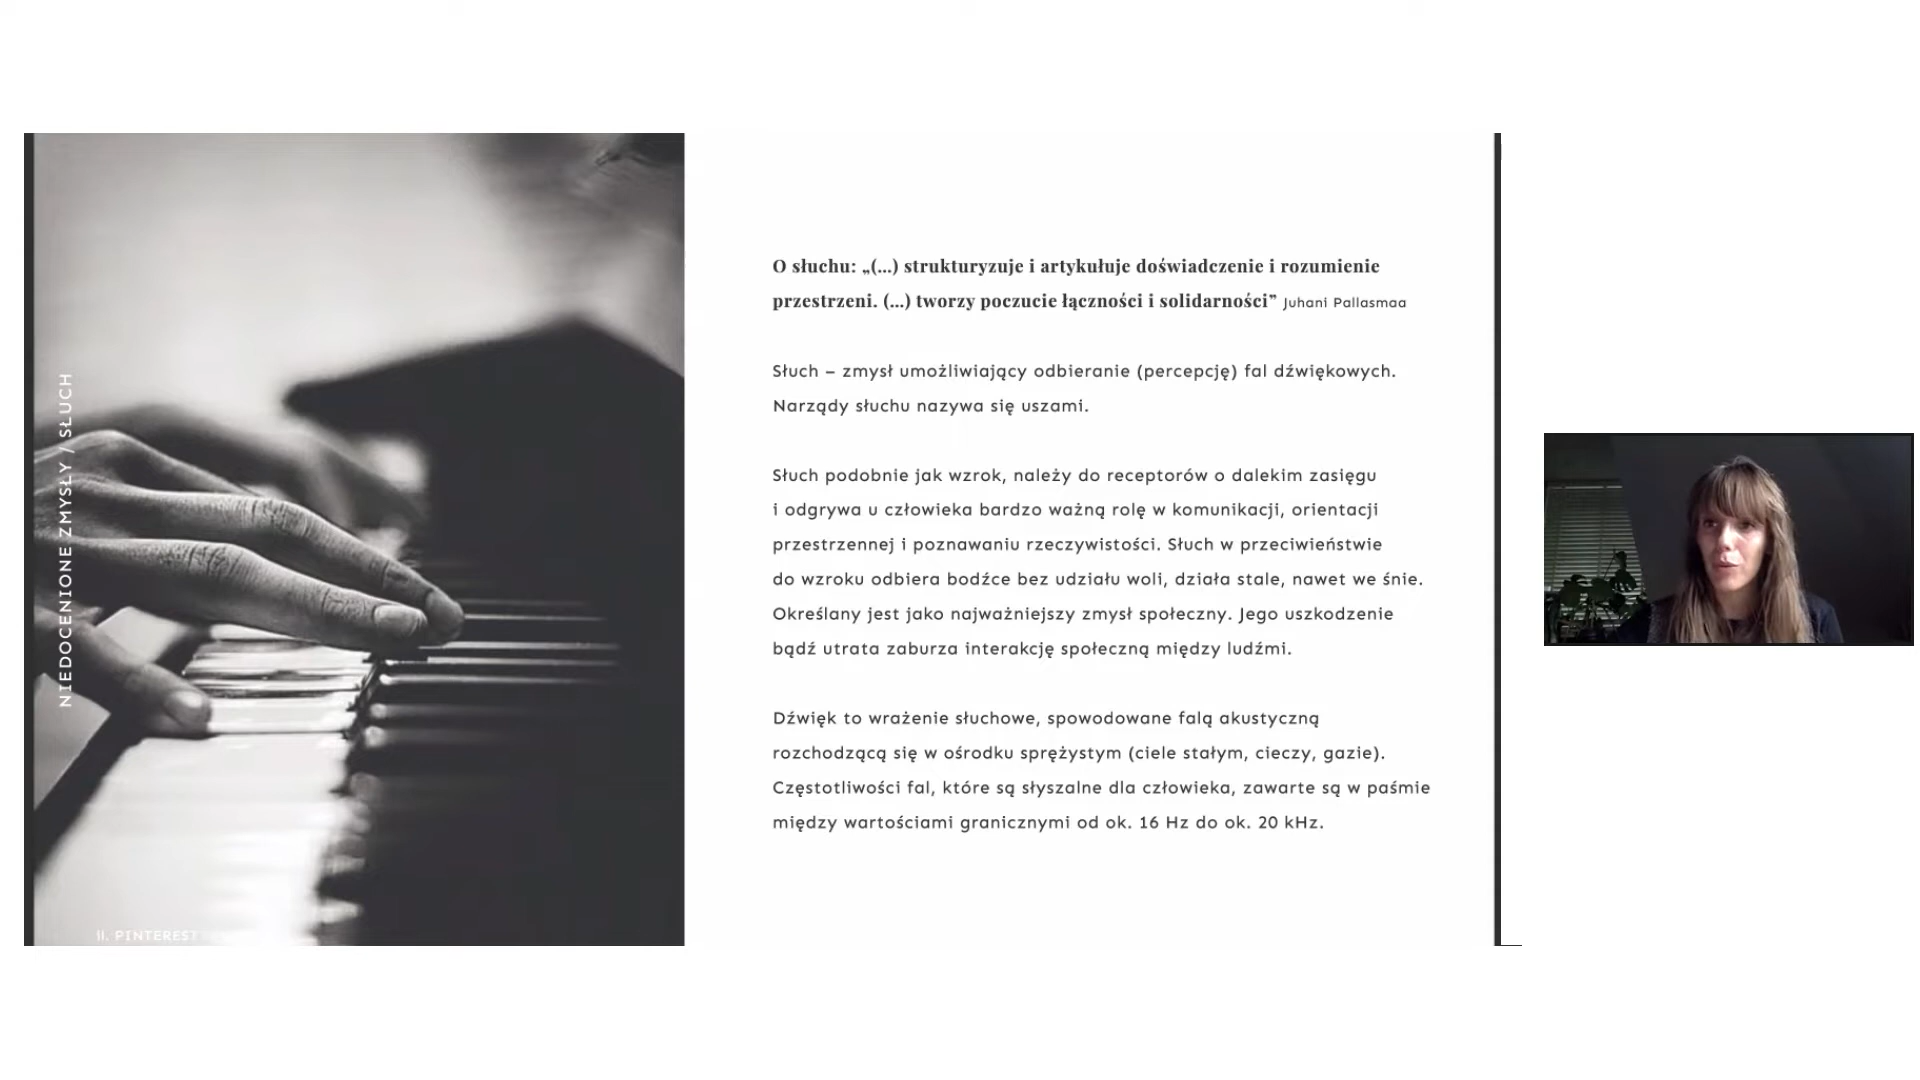 NIEDOCENIONE ZMYSŁY / SŁUCH
O słuchu: „(...) strukturyzuje i artykułuje doświadczenie i rozumienie
przestrzeni. (...) tworzy poczucie łączności i solidarności” Juhani Pallasmaa
Słuch – zmysł umożliwiający odbieranie (percepcję) fal dźwiękowych.
Narządy słuchu nazywa się uszami.
Słuch podobnie jak wzrok, należy do receptorów o dalekim zasięgu
i odgrywa u człowieka bardzo ważną rolę w komunikacji, orientacji
przestrzennej i poznawaniu rzeczywistości. Słuch w przeciwieństwie
do wzroku odbiera bodźce bez udziału woli, działa stale, nawet we śnie.
Określany jest jako najważniejszy zmysł społeczny. Jego uszkodzenie
bądź utrata zaburza interakcję społeczną między ludźmi.
Dźwięk to wrażenie słuchowe, spowodowane falą akustyczną
rozchodzącą się w ośrodku sprężystym (ciele stałym, cieczy, gazie).
Częstotliwości fal, które są słyszalne dla człowieka, zawarte są w paśmie
między wartościami granicznymi od ok. 16 Hz do ok. 20 kHz.
PINTEREST